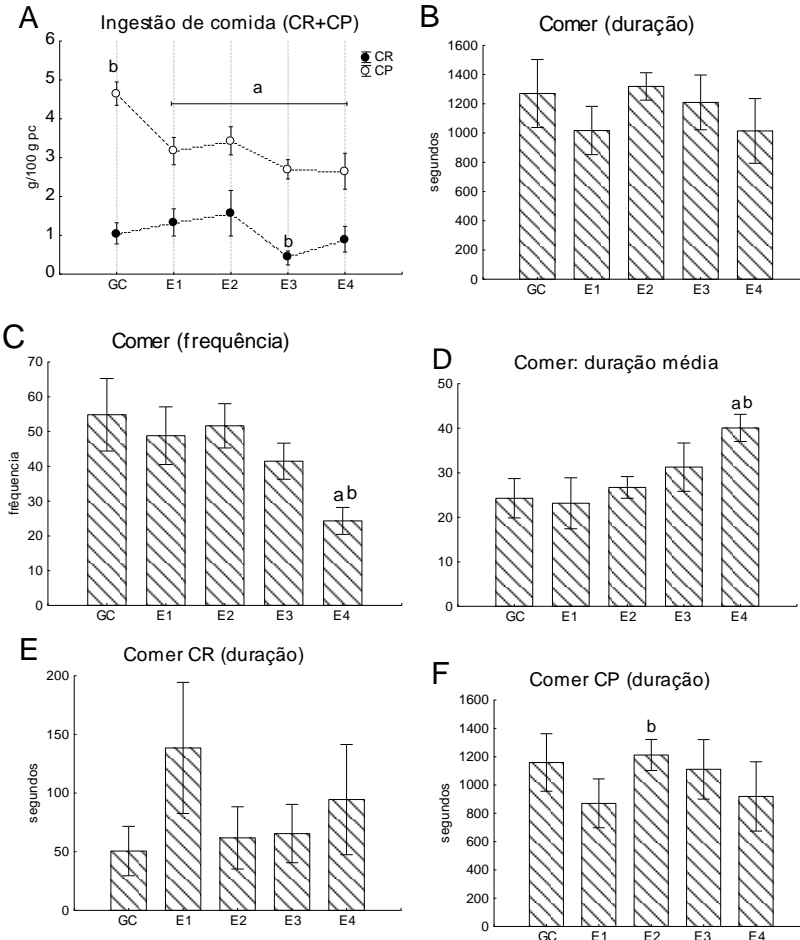 A
Ingestão de comida (CR+CP)
CR
CP
b
a
b
g/100 g pc
6
5
4
3
2
1
0
GC E1 E2 E3 E4
B
Comer (duração)
segundos
1600
1400
1200
1000
800
600
400
200
0
GC E1 E2 E3 E4
C
Comer (frequência)
frêquencia
70
60
50
40
30
20
10
0
ab
GC E1 E2 E3 E4
D
Comer: duração média
50
40
30
20
10
0
ab
GC E1 E2 E3 E4
E
Comer CR (duração)
segundos
200
150
100
50
0
GC E1 E2 E3 E4
F
Comer CP (duração)
segundos
1600
1400
1200
1000
800
600
400
200
0
b
GC E1 E2 E3 E4